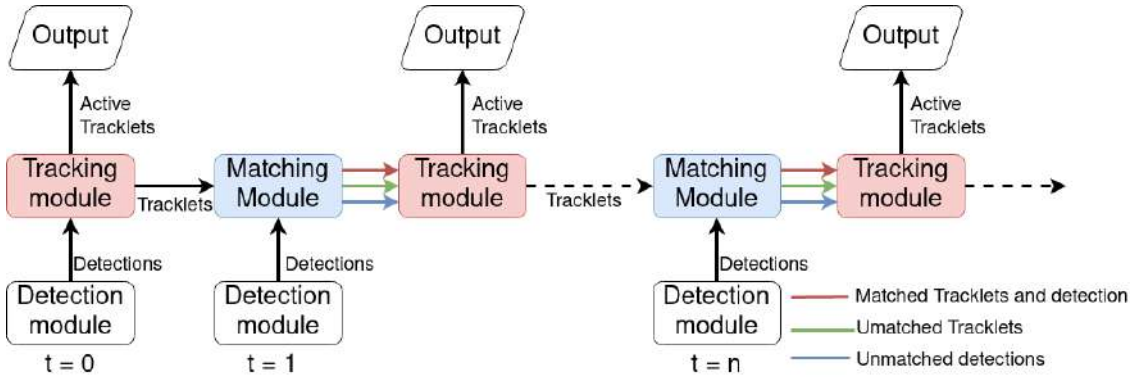 Output
Output
Output
Active
Tracklets
Active
Tracklets
Active
Tracklets
Tracking
module
Matching
Module
Tracking
module
Matching
Module
Tracking
module
Tracklets
Tracklets
Detections
Detections
Detections
Detection
module
Detection
module
Detection
module
Matched Tracklets and detection
Umatched Tracklets
Unmatched detections
t = 0
t = 1
t = n